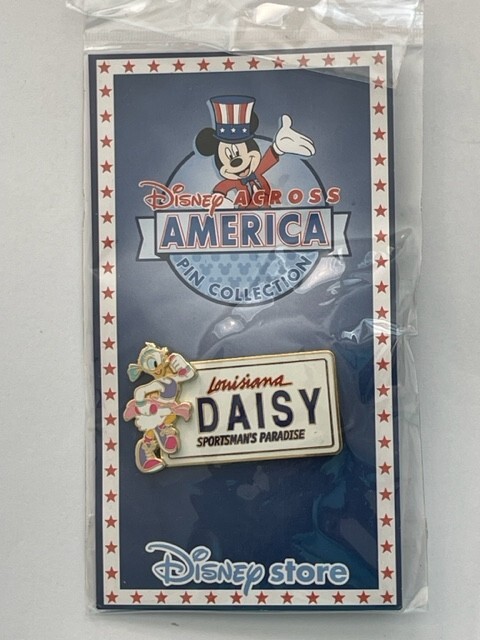 Disney ACROSS
AMERICA
PIN COLLECTION
Louisiana
DAISY
SPORTSMAN'S PARADISE
Disney store